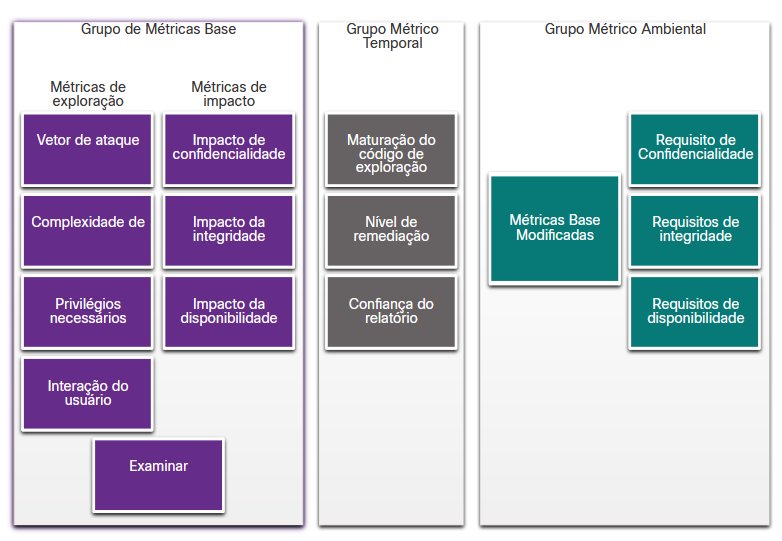 Grupo de Métricas Base
Métricas de
exploração
Métricas de
impacto
Vetor de ataque
Impacto de
confidencialidade
Complexidade de
Impacto da
integridade
Privilégios
necessários
Impacto da
disponibilidade
Interação do
usuário
Examinar
Grupo Métrico
Temporal
Maturação do
código de
exploração
Nível de
remediação
Confiança do
relatório
Grupo Métrico Ambiental
Métricas Base
Modificadas
Requisito de
Confidencialidade
Requisitos de
integridade
Requisitos de
disponibilidade